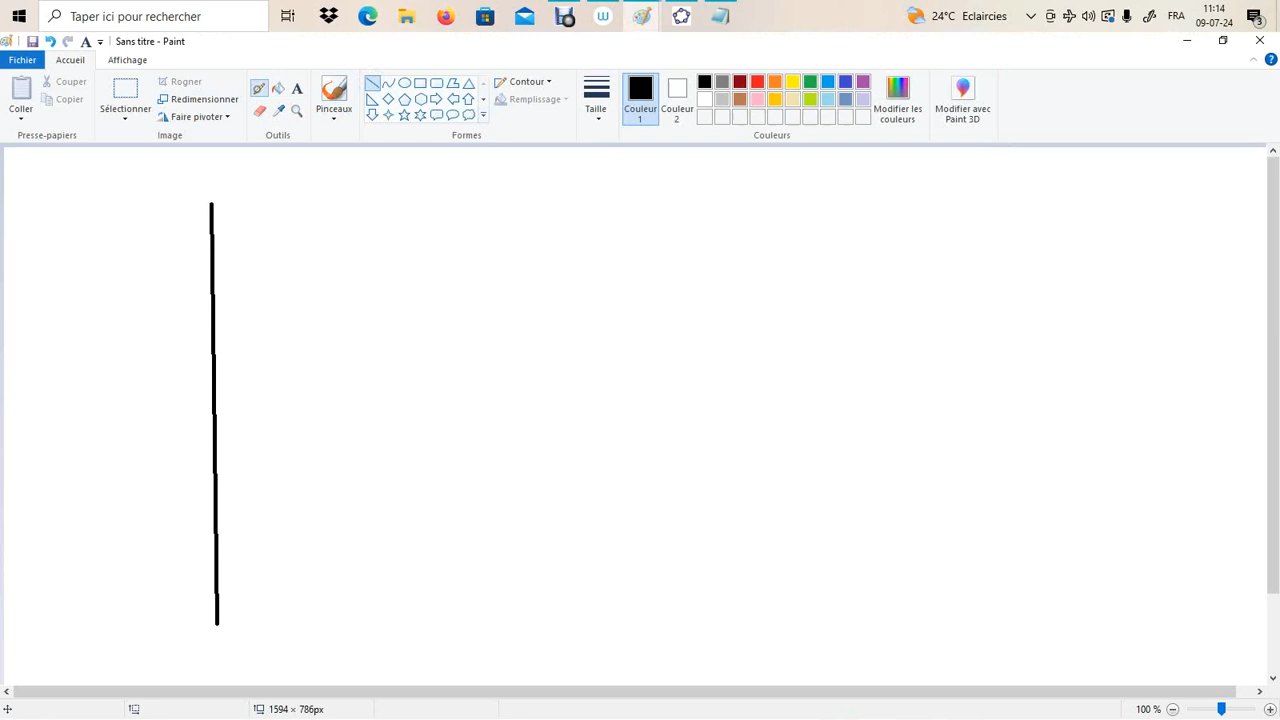 Taper ici pour rechercher
24°C Eclaircies
FRA
11:14
09-07-24
3
Sans titre - Paint
Fichier
Accueil
Affichage
Coller
Couper
Copier
Presse-papiers
Sélectionner
Rogner
Redimensionner
Faire pivoter
Image
A
Outils
Pinceaux
Contour
Remplissage
Formes
Taille
Couleur
1
Couleur
2
Modifier les
couleurs
Couleurs
Modifier avec
Paint 3D
1594 × 786px
100 %